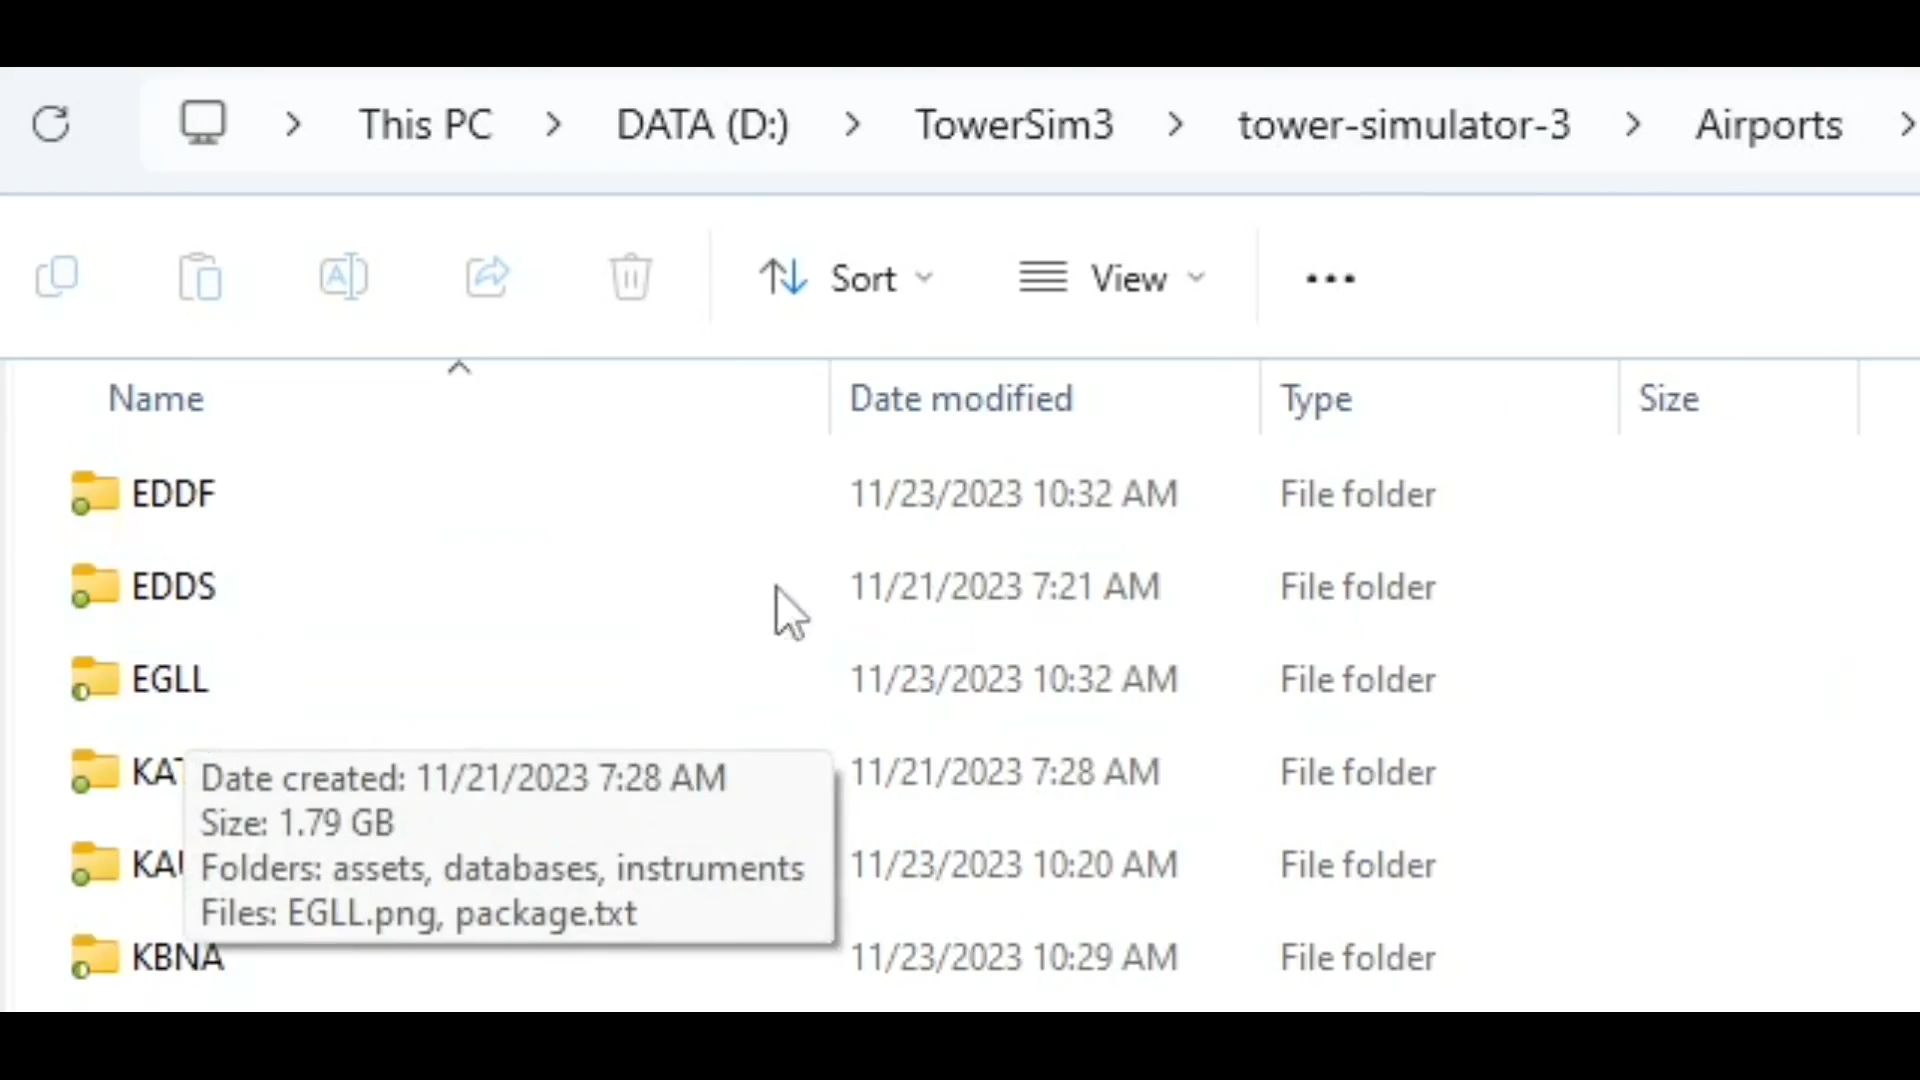 This PC > DATA (D:) > TowerSim3 > tower-simulator-3 > Airports >
Sort View
Name Date modified Type Size
EDDF 11/23/2023 10:32 AM File folder
EDDS 11/21/2023 7:21 AM File folder
EGLL 11/23/2023 10:32 AM File folder
11/21/2023 7:28 AM File folder
Date created: 11/21/2023 7:28 AM
Size: 1.79 GB
Folders: assets, databases, instruments
Files: EGLL.png, package.txt
11/23/2023 10:20 AM File folder
KBNA 11/23/2023 10:29 AM File folder